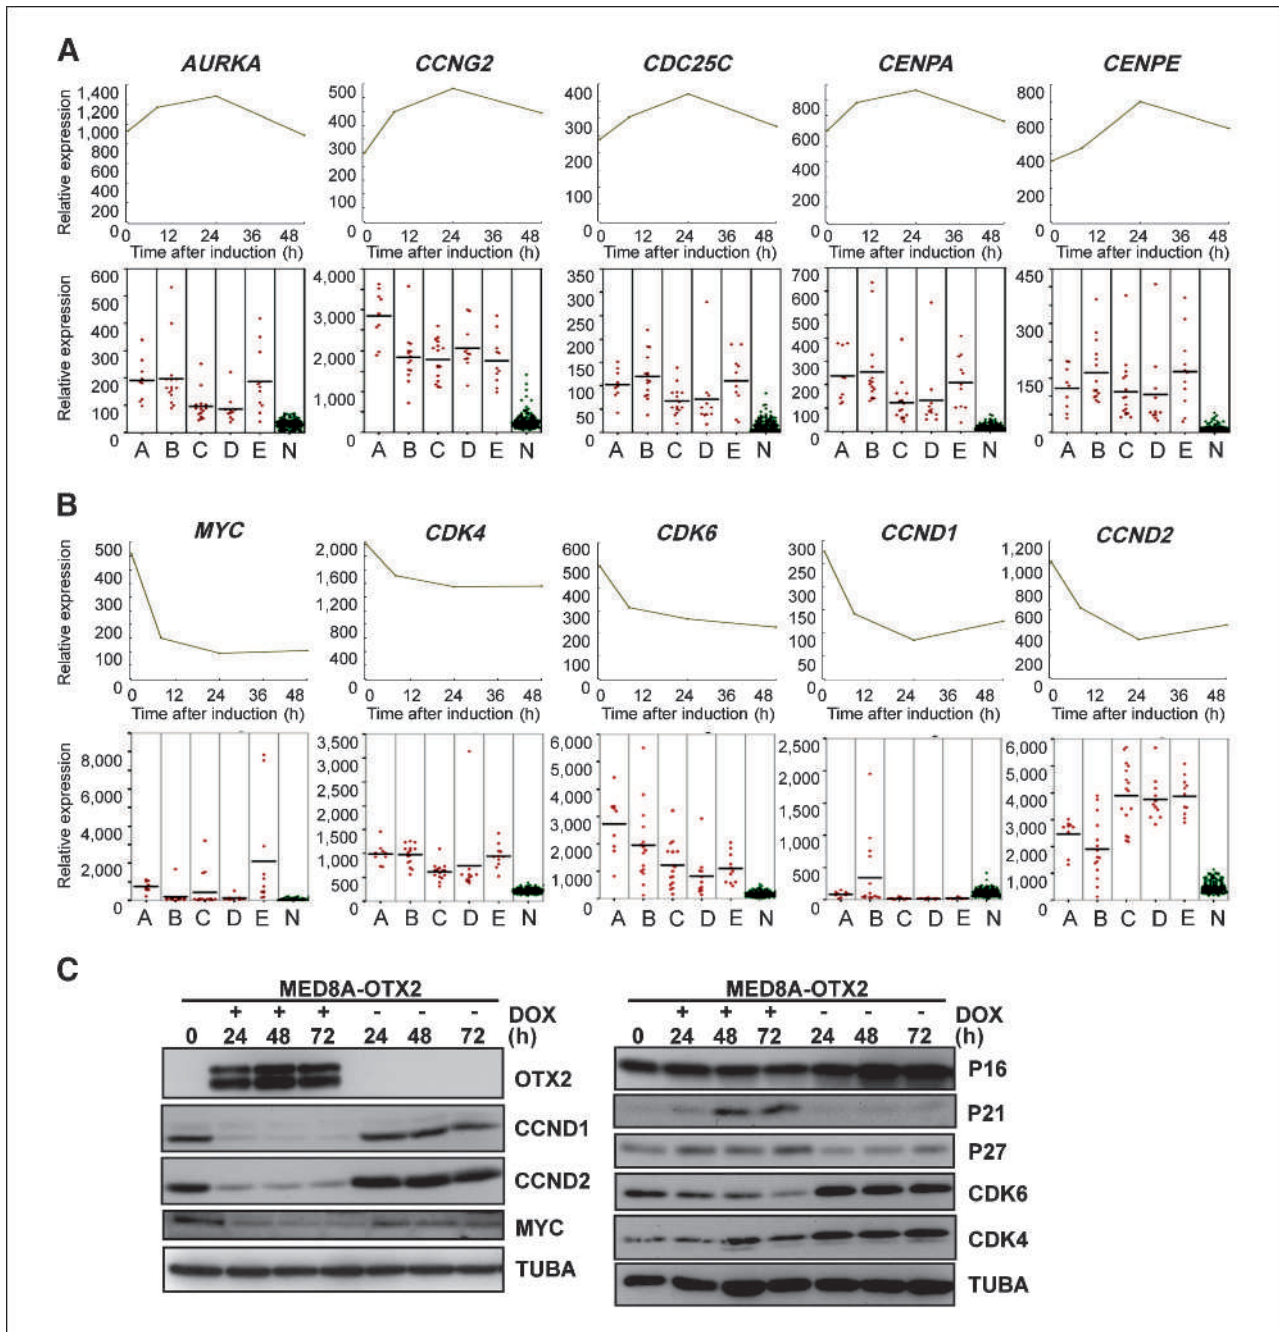 A
AURKA CCNG2 CDC25C CENPA CENPE
Relative expression
1,400
1,200
1,000
800
600
400
200
0
500
400
300
200
100
0
400
300
200
100
0
800
600
400
200
0
800
600
400
200
0
0 12 24 36 48
0 12 24 36 48
0 12 24 36 48
0 12 24 36 48
0 12 24 36 48
Time after induction (h)
Time after induction (h)
Time after induction (h)
Time after induction (h)
Time after induction (h)
Relative expression
600
500
400
300
200
100
0
4,000
3,000
2,000
1,000
0
350
300
250
200
150
100
50
0
700
600
500
400
300
200
100
0
450
300
150
0
A B C D E N
A B C D E N
A B C D E N
A B C D E N
A B C D E N
B
MYC CDK4 CDK6 CCND1 CCND2
Relative expression
500
400
300
200
100
0
2,000
1,600
1,200
800
400
0
600
500
400
300
200
100
0
300
250
200
150
100
50
0
1,200
1,000
800
600
400
200
0
0 12 24 36 48
0 12 24 36 48
0 12 24 36 48
0 12 24 36 48
0 12 24 36 48
Time after induction (h)
Time after induction (h)
Time after induction (h)
Time after induction (h)
Time after induction (h)
Relative expression
8,000
6,000
4,000
2,000
0
3,500
3,000
2,500
2,000
1,500
1,000
500
0
6,000
5,000
4,000
3,000
2,000
1,000
0
2,500
2,000
1,500
1,000
500
0
6,000
5,000
4,000
3,000
2,000
1,000
0
A B C D E N
A B C D E N
A B C D E N
A B C D E N
A B C D E N
C
MED8A-OTX2
+ + + - - - DOX
0 24 48 72 24 48 72 (h)
OTX2
CCND1
CCND2
MYC
TUBA
MED8A-OTX2
+ + + - - - DOX
0 24 48 72 24 48 72 (h)
P16
P21
P27
CDK6
CDK4
TUBA